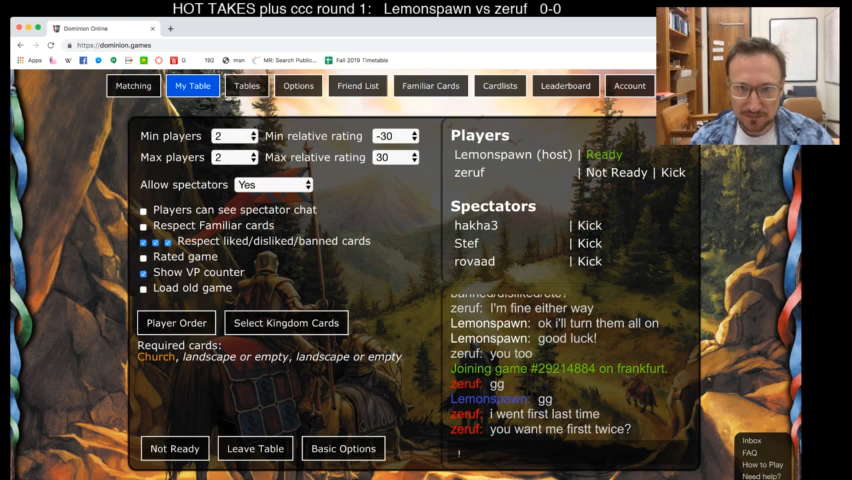 HOT TAKES plus ccc round 1: Lemonspawn vs zeruf 0-0
Dominion Online
https://dominion.games
Apps
G
192
msn
MR: Search Public...
Fall 2019 Timetable
Matching My Table Tables Options Friend List Familiar Cards Cardlists Leaderboard Account
Min players 2 Min relative rating -30
Max players 2 Max relative rating 30
Allow spectators Yes
Players can see spectator chat
Respect Familiar cards
Respect liked/disliked/banned cards
Rated game
Show VP counter
Load old game
Player Order Select Kingdom Cards
Required cards:
Church, landscape or empty, landscape or empty
Not Ready Leave Table Basic Options
Players
Lemonspawn (host) | Ready
zeruf | Not Ready | Kick
Spectators
hakha3 | Kick
Stef | Kick
rovaad | Kick
zeruf: I'm fine either way
Lemonspawn: ok i'll turn them all on
Lemonspawn: good luck!
zeruf: you too
Joining game #29214884 on frankfurt.
zeruf: gg
Lemonspawn: gg
zeruf: i went first last time
zeruf: you want me firstt twice?
!
Inbox
FAQ
How to Play
Need help?